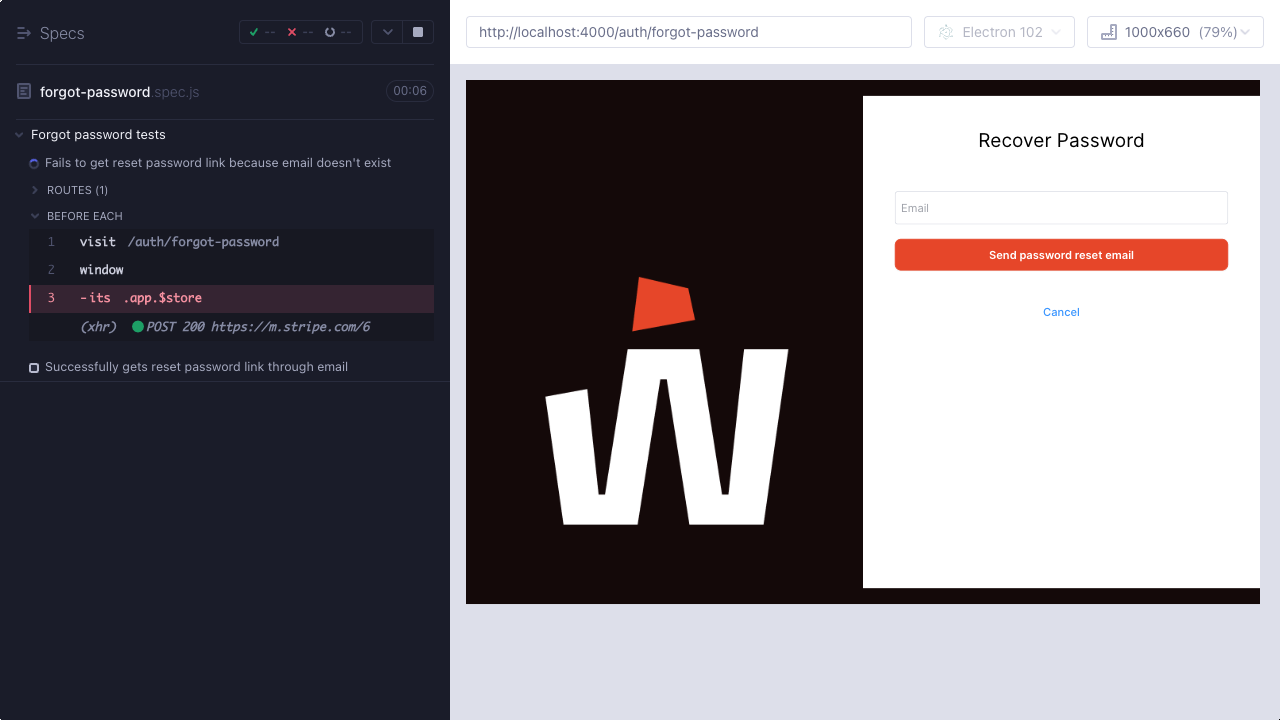 Specs
-- -- --
forgot-password.spec.js
00:06
Forgot password tests
Fails to get reset password link because email doesn't exist
ROUTES (1)
BEFORE EACH
1 visit /auth/forgot-password
2 window
3 -its .app.$store
(xhr) POST 200 https://m.stripe.com/6
Successfully gets reset password link through email
http://localhost:4000/auth/forgot-password
Electron 102
1000x660 (79%)
Recover Password
Email
Send password reset email
Cancel